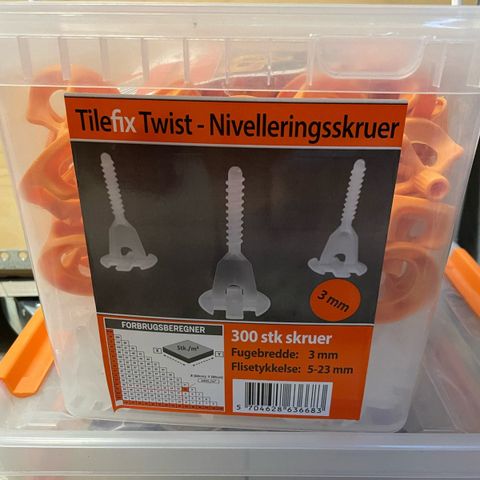 Tilefix Twist - Nivelleringsskruer
3 mm
FORBRUGSBEREGNER
Stk./m²
300 stk skruer
Fugebredde: 3 mm
Flisetykkelse: 5-23 mm
5 704628 636683